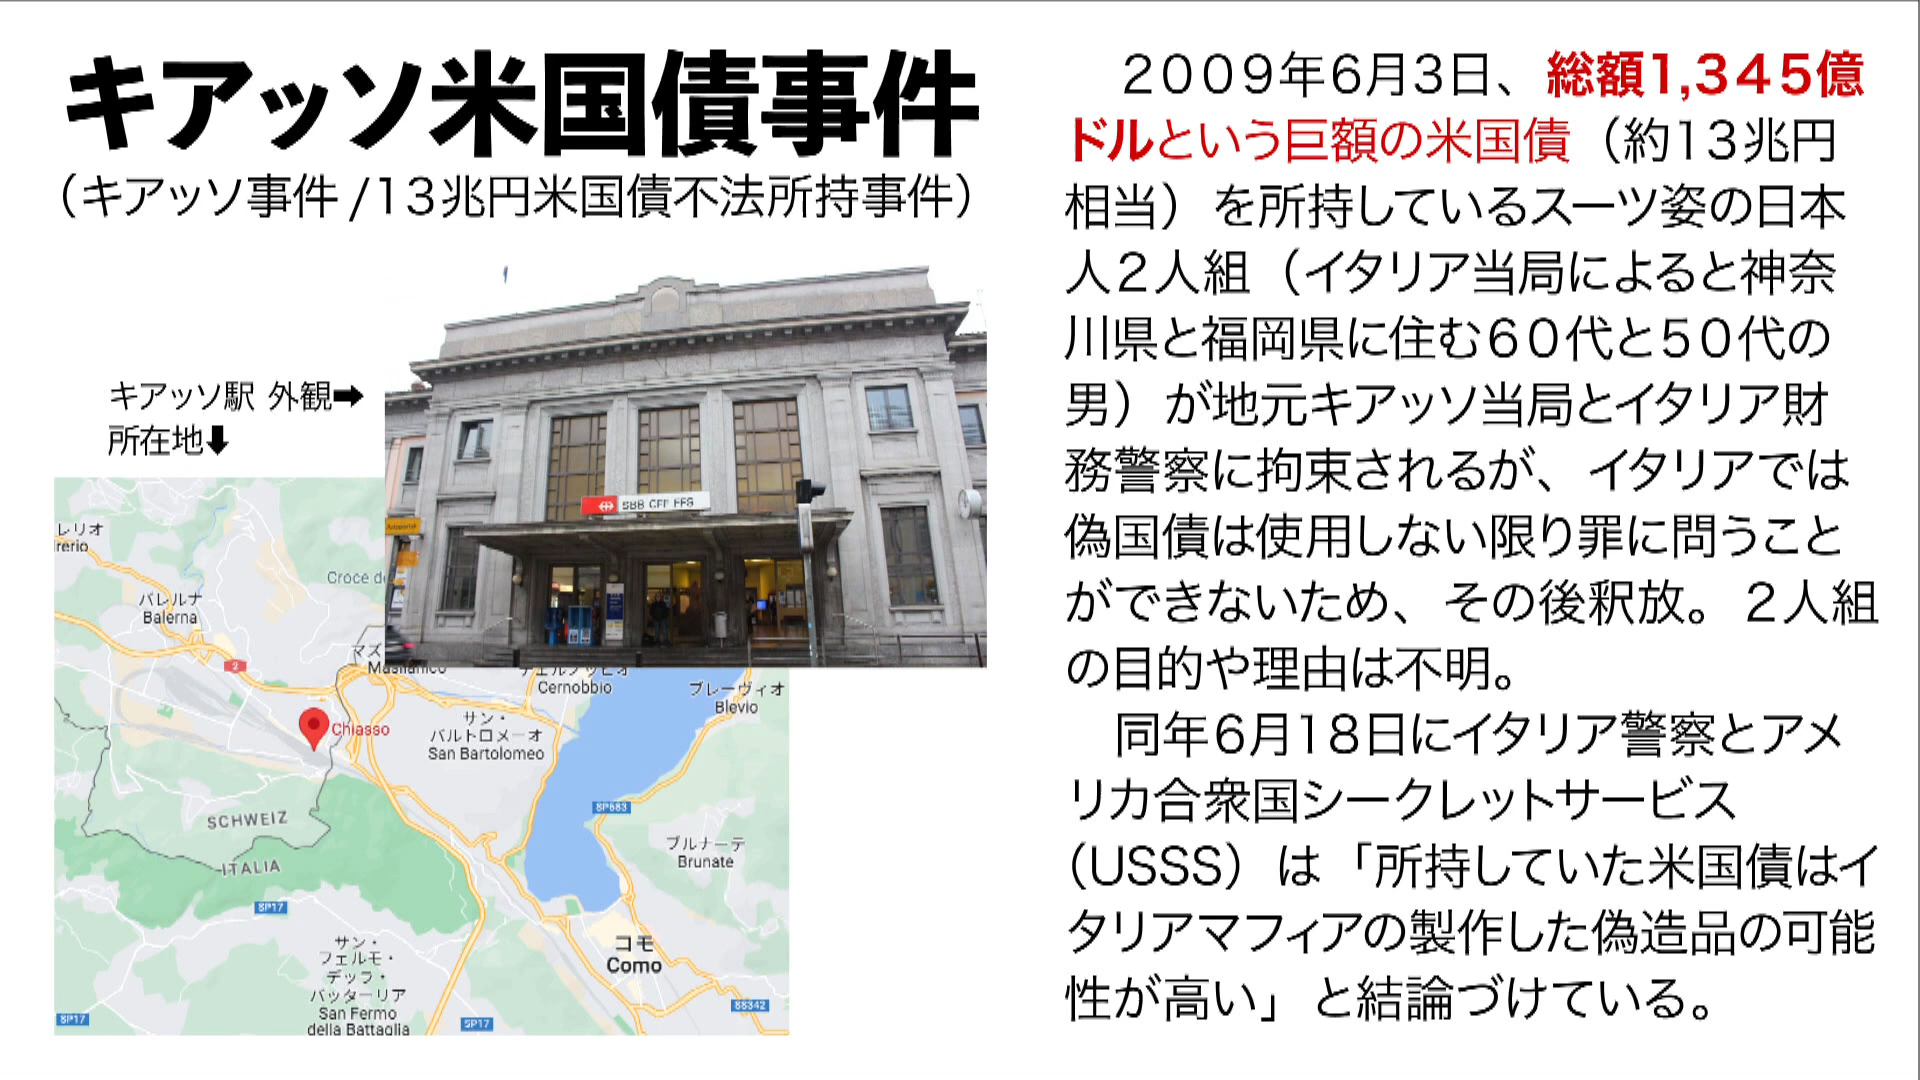 キアッソ米国債事件
（キアッソ事件 /13兆円米国債不法所持事件）
キアッソ駅 外観➡
所在地⬇
SBB CFF FFS
レリオ
rerio
Croce de
バレルナ
Balerna
2
マズ
Maslianico
Cernobbio
ブレーヴィオ
Blevio
Chiasso
サン・
バルトロメーオ
San Bartolomeo
SP583
SCHWEIZ
ITALIA
ブルナーテ
Brunate
SP17
サン・
フェルモ・
デッラ・
バッターリア
San Fermo
della Battaglia
コモ
Como
SS342
SP17
SP17
２００９年６月３日、総額1,３４５億
ドルという巨額の米国債（約13兆円
相当）を所持しているスーツ姿の日本
人２人組（イタリア当局によると神奈
川県と福岡県に住む６０代と５０代の
男）が地元キアッソ当局とイタリア財
務警察に拘束されるが、イタリアでは
偽国債は使用しない限り罪に問うこと
ができないため、その後釈放。２人組
の目的や理由は不明。
同年６月18日にイタリア警察とアメ
リカ合衆国シークレットサービス
（USSS）は「所持していた米国債はイ
タリアマフィアの製作した偽造品の可能
性が高い」と結論づけている。